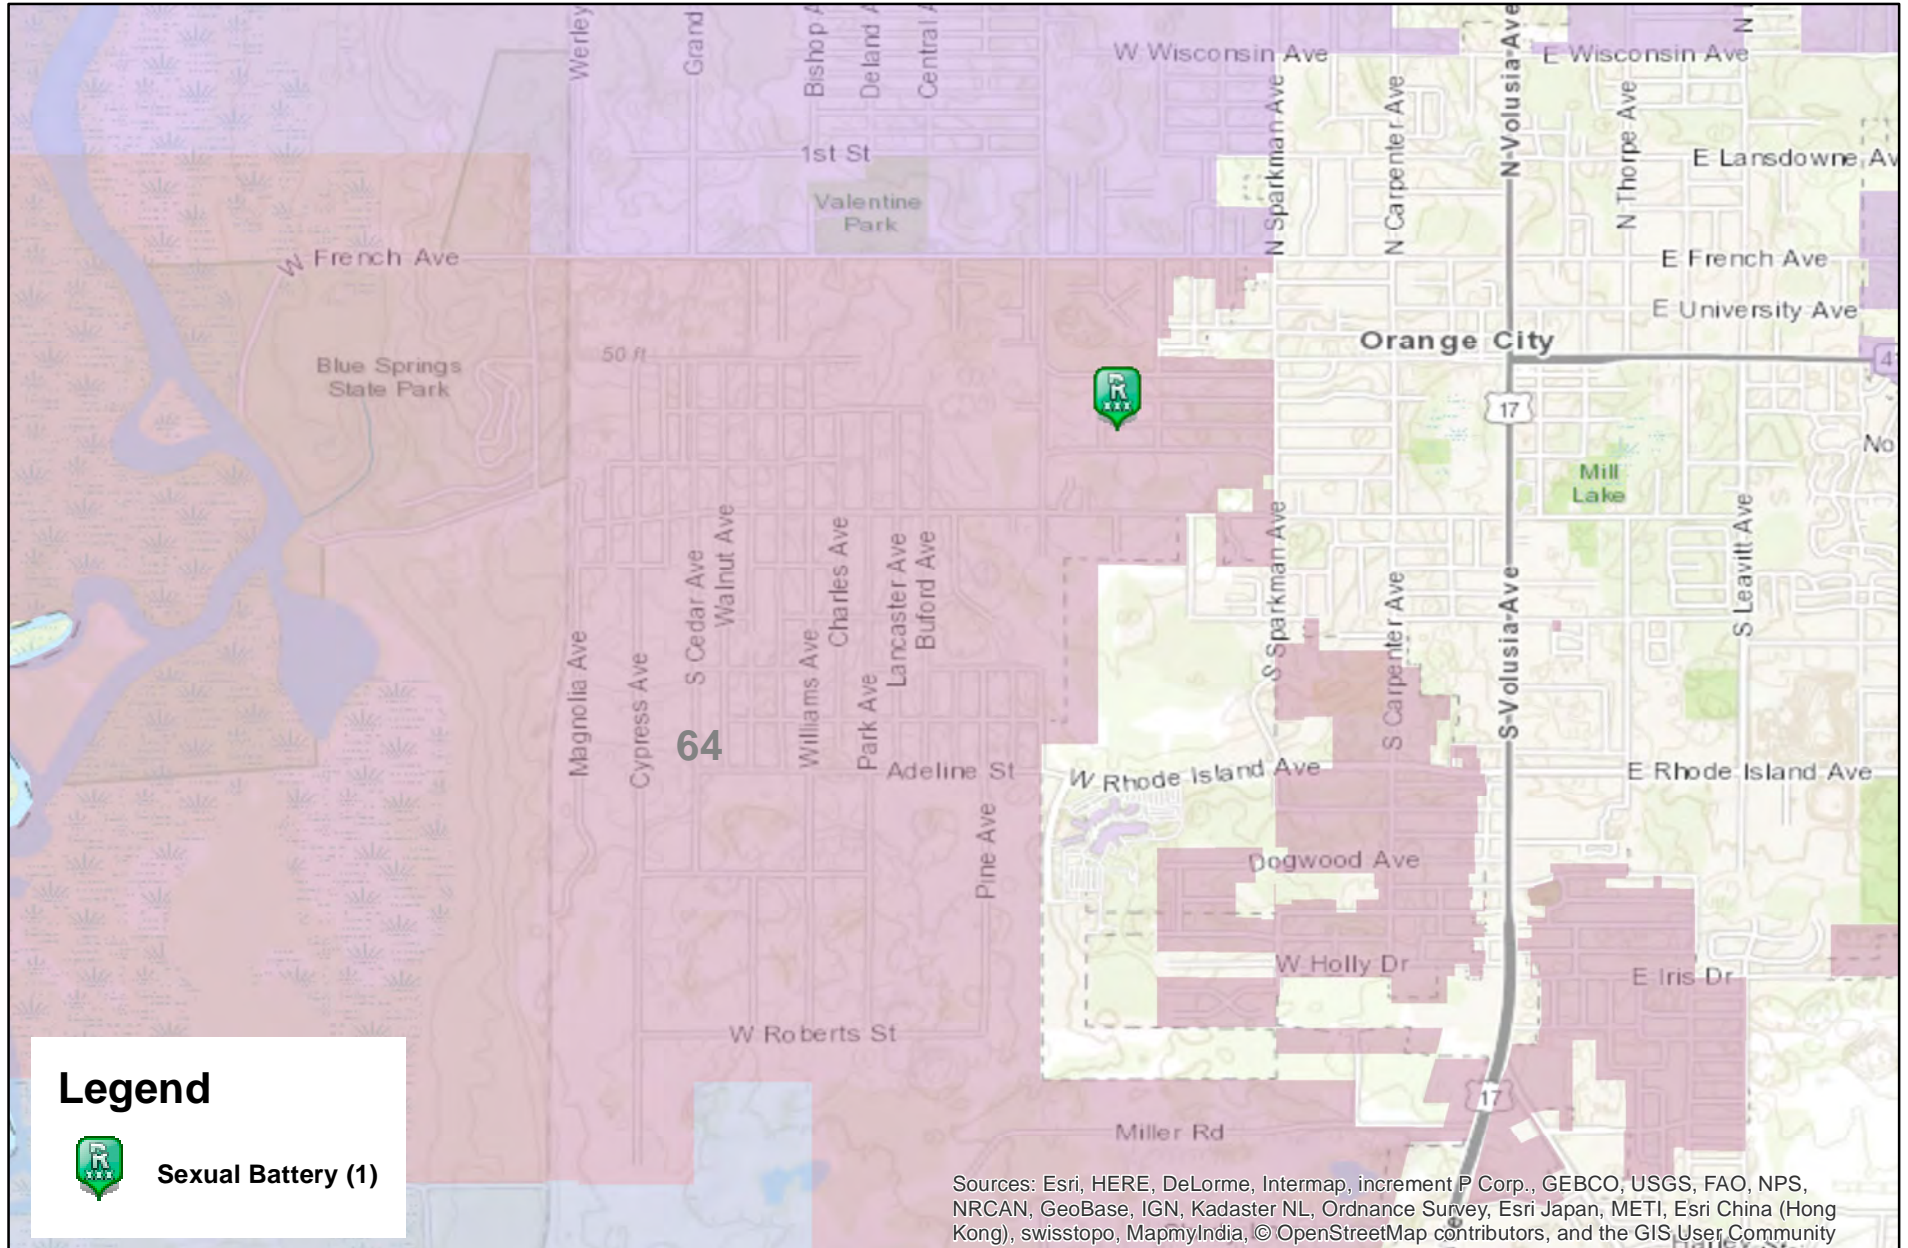 Werley
Grand
Bishop A
Deland A
Central A
W Wisconsin Ave
N Volusia Ave
E Wisconsin Ave
N
1st St
Valentine
Park
N Sparkman Ave
N Carpenter Ave
N Thorpe Ave
E Lansdowne Av
W French Ave
E French Ave
E University Ave
Orange City
4
50 ft
Blue Springs
State Park
R
XXX
17
No
Mill
Lake
Magnolia Ave
Cypress Ave
S Cedar Ave
Walnut Ave
Williams Ave
Charles Ave
Park Ave
Lancaster Ave
Buford Ave
S Sparkman Ave
S Carpenter Ave
S Volusia Ave
S Leavitt Ave
64
Adeline St
W Rhode Island Ave
E Rhode Island Ave
Pine Ave
Dogwood Ave
W Holly Dr
E Iris Dr
W Roberts St
17
Miller Rd
Legend
R
XXX
Sexual Battery (1)
Sources: Esri, HERE, DeLorme, Intermap, increment P Corp., GEBCO, USGS, FAO, NPS,
NRCAN, GeoBase, IGN, Kadaster NL, Ordnance Survey, Esri Japan, METI, Esri China (Hong
Kong), swisstopo, MapmyIndia, © OpenStreetMap contributors, and the GIS User Community